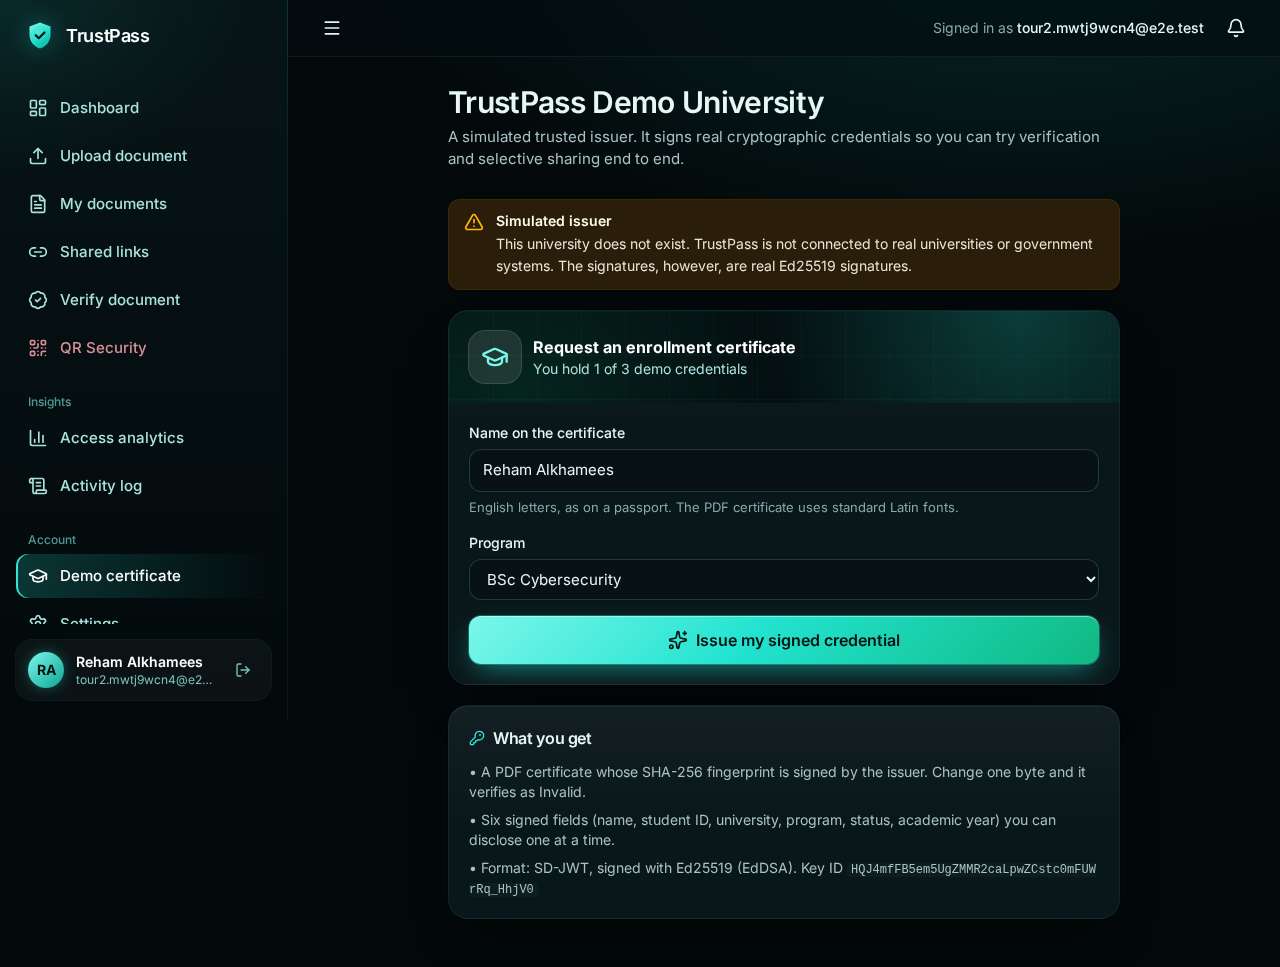 TrustPass
Signed in as tour2.mwtj9wcn4@e2e.test
Dashboard
Upload document
My documents
Shared links
Verify document
QR Security
Insights
Access analytics
Activity log
Account
Demo certificate
Settings
RA
Reham Alkhamees
tour2.mwtj9wcn4@e2...
TrustPass Demo University
A simulated trusted issuer. It signs real cryptographic credentials so you can try verification
and selective sharing end to end.
Simulated issuer
This university does not exist. TrustPass is not connected to real universities or government
systems. The signatures, however, are real Ed25519 signatures.
Request an enrollment certificate
You hold 1 of 3 demo credentials
Name on the certificate
Reham Alkhamees
English letters, as on a passport. The PDF certificate uses standard Latin fonts.
Program
BSc Cybersecurity
Issue my signed credential
What you get
• A PDF certificate whose SHA-256 fingerprint is signed by the issuer. Change one byte and it
verifies as Invalid.
• Six signed fields (name, student ID, university, program, status, academic year) you can
disclose one at a time.
• Format: SD-JWT, signed with Ed25519 (EdDSA). Key ID HQJ4mfFB5em5UgZMMR2caLpwZCstc0mFUW
rRq_HhjV0